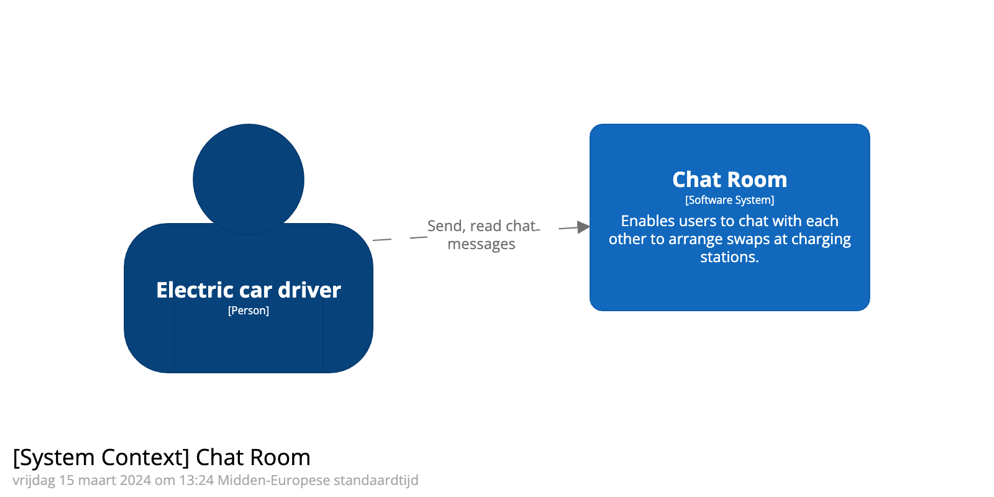 Electric car driver
[Person]
Send, read chat
messages
Chat Room
[Software System]
Enables users to chat with each
other to arrange swaps at charging
stations.
[System Context] Chat Room
vrijdag 15 maart 2024 om 13:24 Midden-Europese standaardtijd